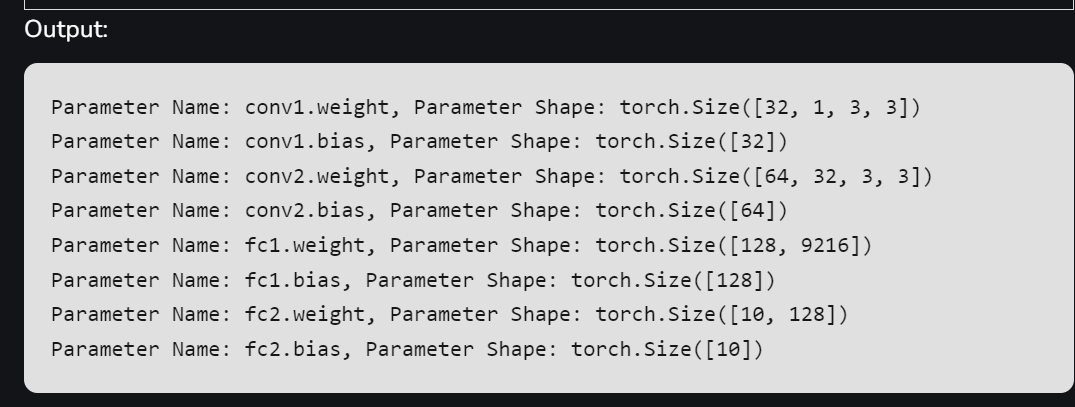 Output:
Parameter Name: conv1.weight, Parameter Shape: torch.Size([32, 1, 3, 3])
Parameter Name: conv1.bias, Parameter Shape: torch.Size([32])
Parameter Name: conv2.weight, Parameter Shape: torch.Size([64, 32, 3, 3])
Parameter Name: conv2.bias, Parameter Shape: torch.Size([64])
Parameter Name: fc1.weight, Parameter Shape: torch.Size([128, 9216])
Parameter Name: fc1.bias, Parameter Shape: torch.Size([128])
Parameter Name: fc2.weight, Parameter Shape: torch.Size([10, 128])
Parameter Name: fc2.bias, Parameter Shape: torch.Size([10])